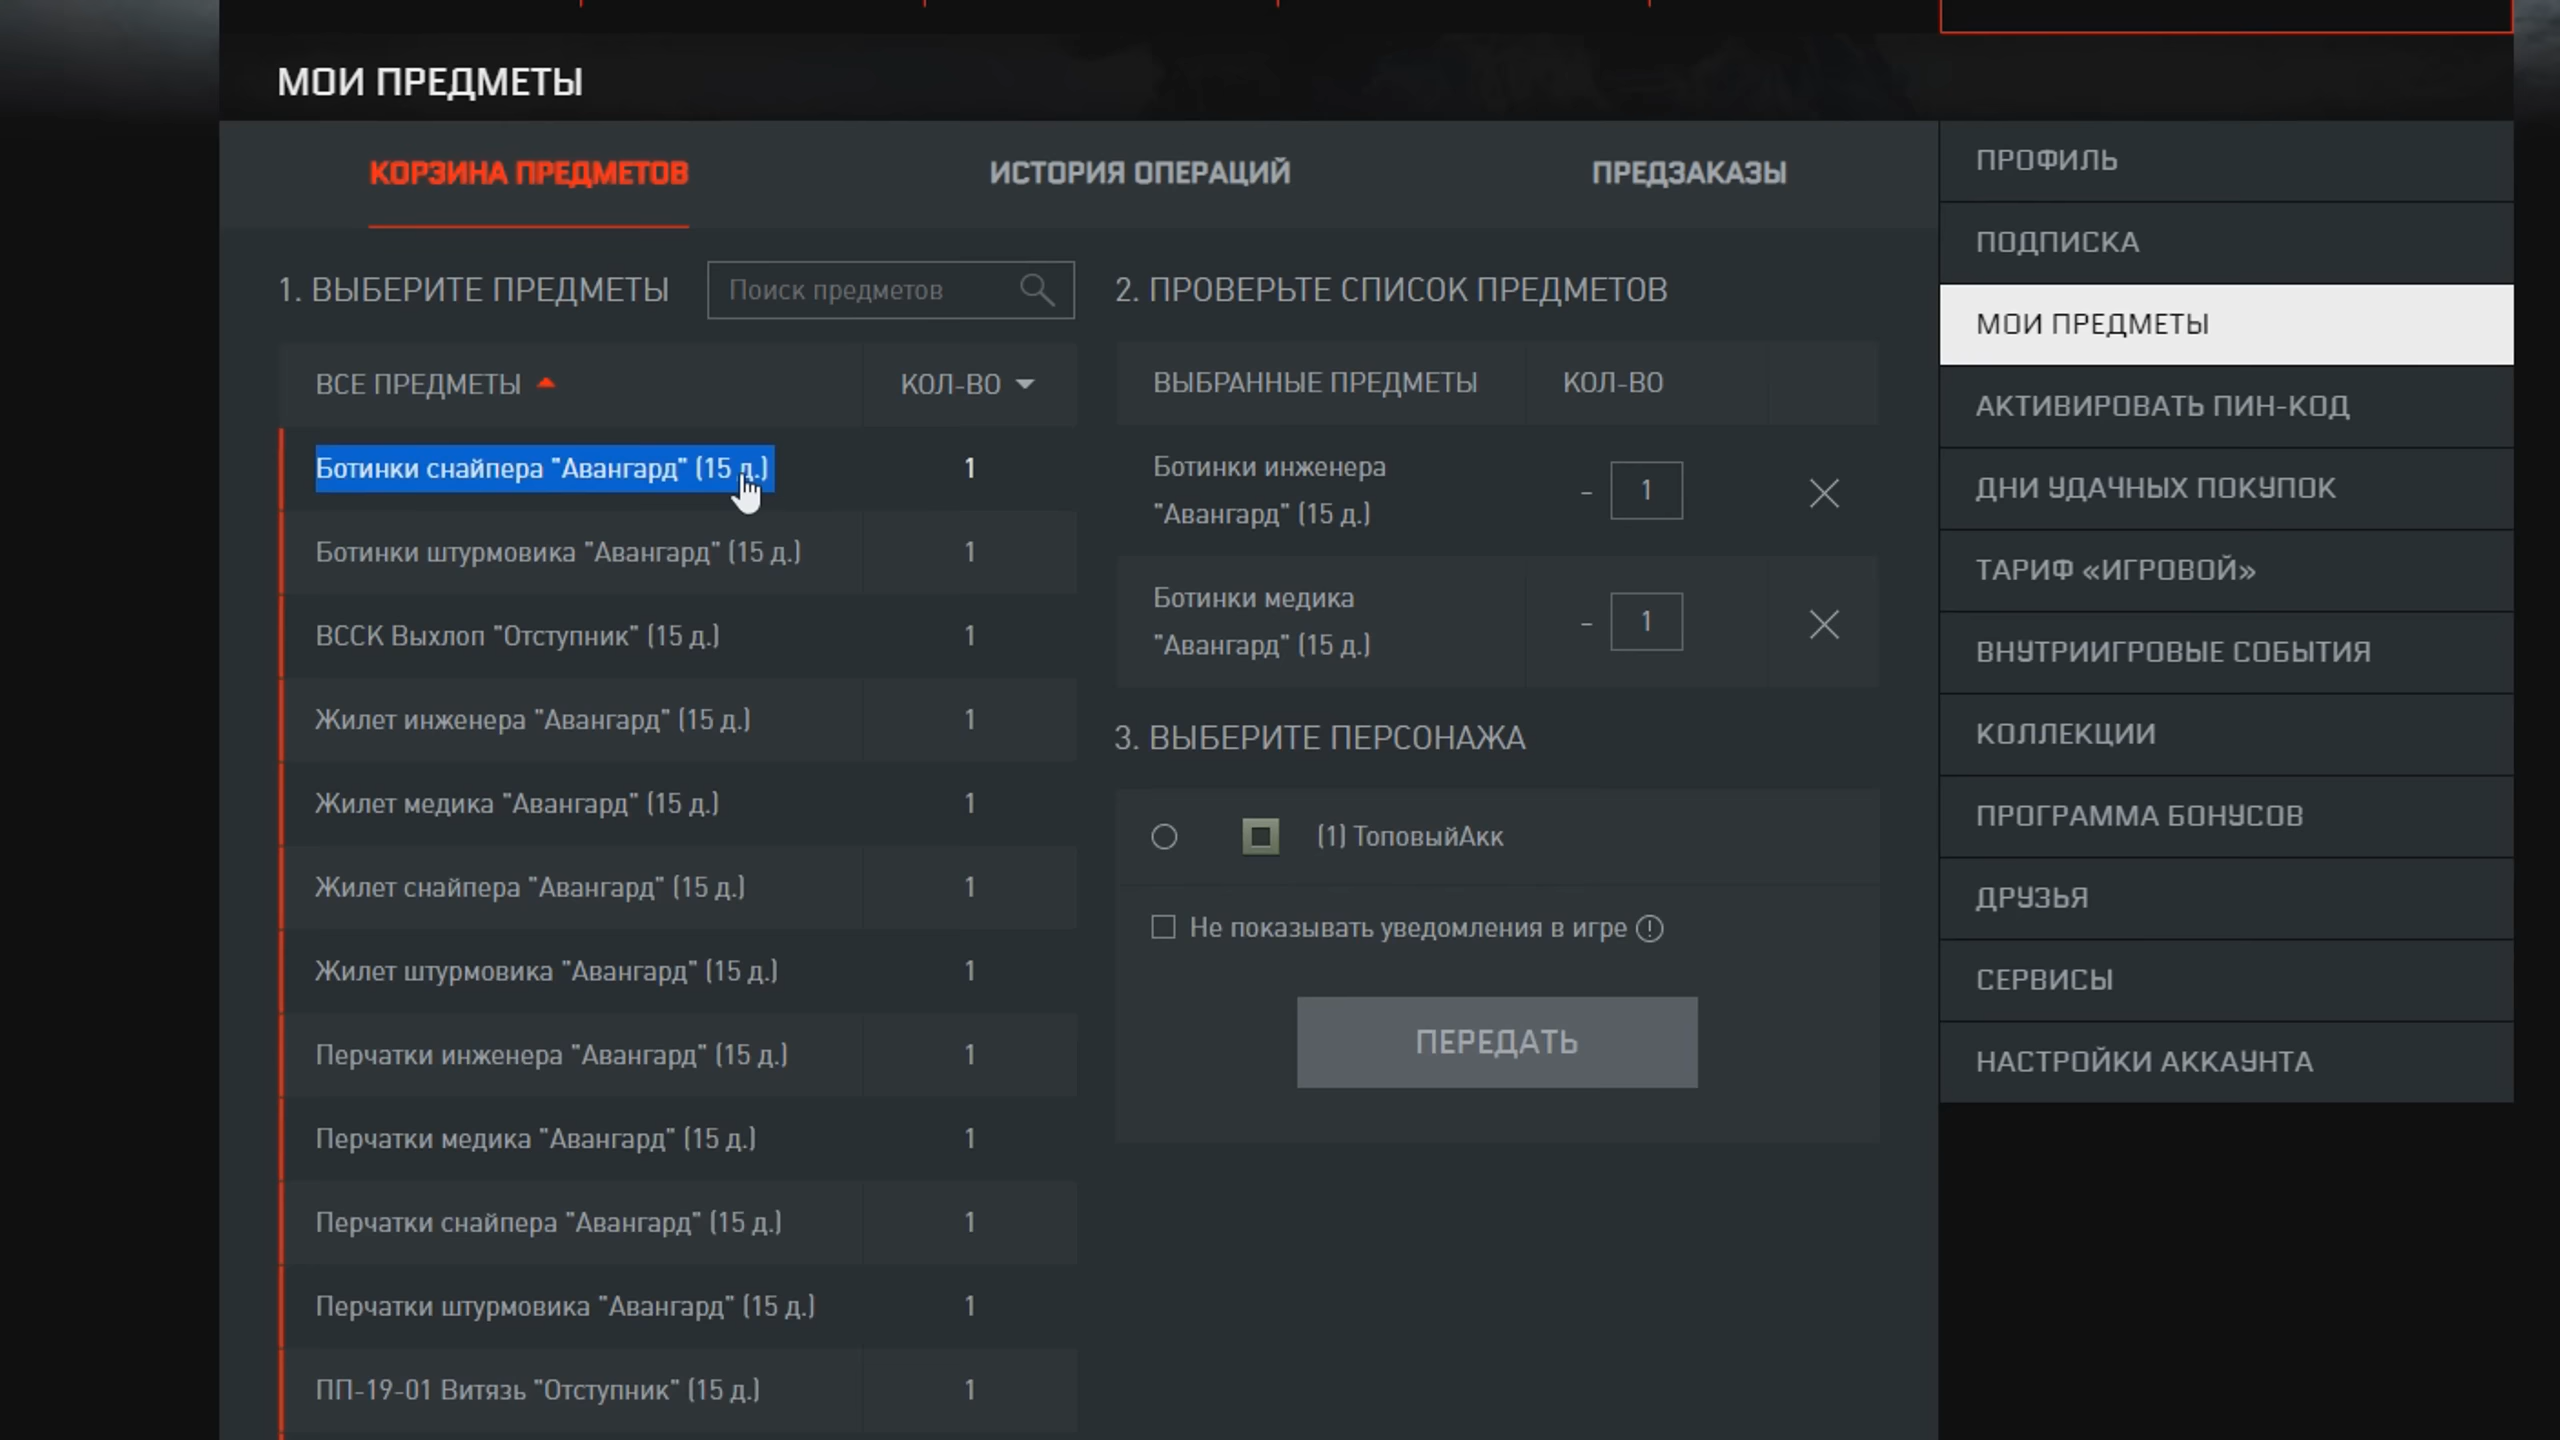 МОИ ПРЕДМЕТЫ
КОРЗИНА ПРЕДМЕТОВ
ИСТОРИЯ ОПЕРАЦИЙ
ПРЕДЗАКАЗЫ
1. ВЫБЕРИТЕ ПРЕДМЕТЫ
Поиск предметов
ВСЕ ПРЕДМЕТЫ КОЛ-ВО
Ботинки снайпера "Авангард" (15 д.) 1
Ботинки штурмовика "Авангард" (15 д.) 1
ВССК Выхлоп "Отступник" (15 д.) 1
Жилет инженера "Авангард" (15 д.) 1
Жилет медика "Авангард" (15 д.) 1
Жилет снайпера "Авангард" (15 д.) 1
Жилет штурмовика "Авангард" (15 д.) 1
Перчатки инженера "Авангард" (15 д.) 1
Перчатки медика "Авангард" (15 д.) 1
Перчатки снайпера "Авангард" (15 д.) 1
Перчатки штурмовика "Авангард" (15 д.) 1
ПП-19-01 Витязь "Отступник" (15 д.) 1
2. ПРОВЕРЬТЕ СПИСОК ПРЕДМЕТОВ
ВЫБРАННЫЕ ПРЕДМЕТЫ КОЛ-ВО
Ботинки инженера
"Авангард" (15 д.)
- 1
Ботинки медика
"Авангард" (15 д.)
- 1
3. ВЫБЕРИТЕ ПЕРСОНАЖА
(1) ТоповыйАкк
Не показывать уведомления в игре
ПЕРЕДАТЬ
ПРОФИЛЬ
ПОДПИСКА
МОИ ПРЕДМЕТЫ
АКТИВИРОВАТЬ ПИН-КОД
ДНИ УДАЧНЫХ ПОКУПОК
ТАРИФ «ИГРОВОЙ»
ВНУТРИИГРОВЫЕ СОБЫТИЯ
КОЛЛЕКЦИИ
ПРОГРАММА БОНУСОВ
ДРУЗЬЯ
СЕРВИСЫ
НАСТРОЙКИ АККАУНТА